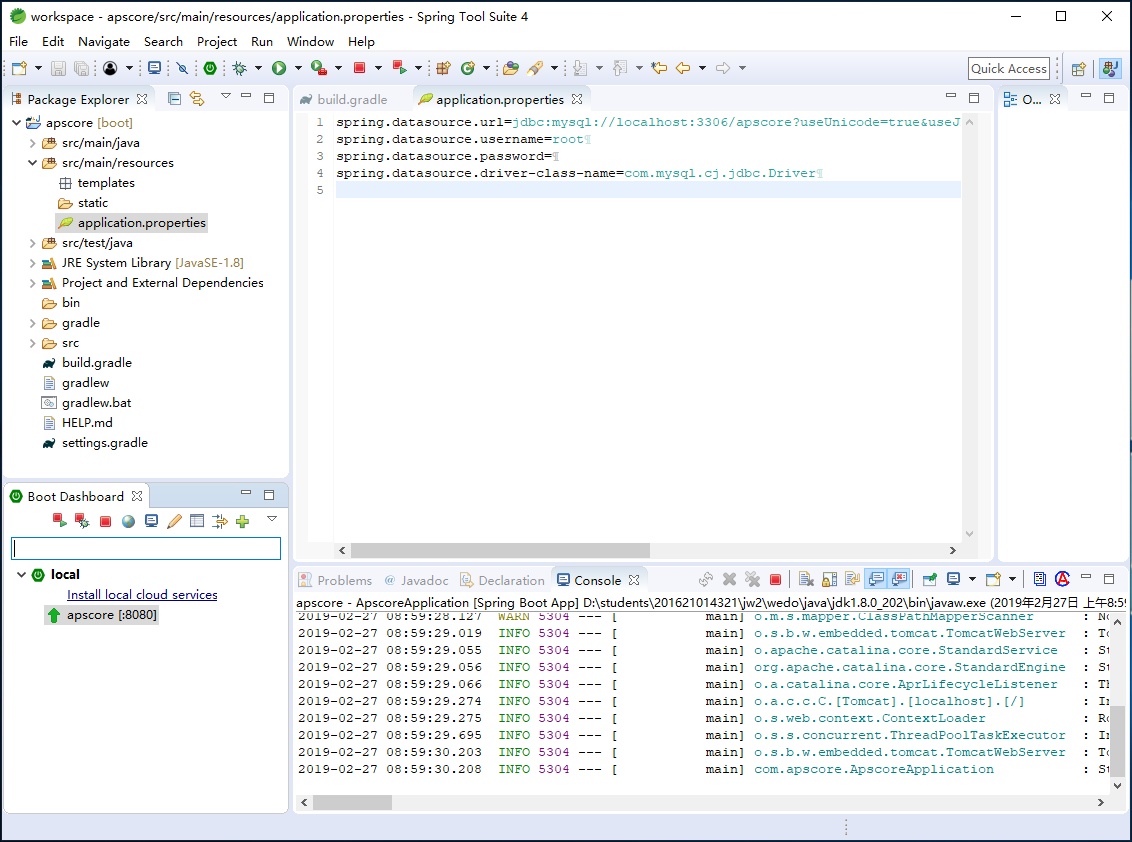 workspace - apscore/src/main/resources/application.properties - Spring Tool Suite 4
File Edit Navigate Search Project Run Window Help
Quick Access
Package Explorer
apscore [boot]
src/main/java
src/main/resources
templates
static
application.properties
src/test/java
JRE System Library [JavaSE-1.8]
Project and External Dependencies
bin
gradle
src
build.gradle
gradlew
gradlew.bat
HELP.md
settings.gradle
build.gradle application.properties
1 spring.datasource.url=jdbc:mysql://localhost:3306/apscore?useUnicode=true&useJ
2 spring.datasource.username=root¶
3 spring.datasource.password=¶
4 spring.datasource.driver-class-name=com.mysql.cj.jdbc.Driver¶
5
O...
Boot Dashboard
local
Install local cloud services
apscore [:8080]
Problems @ Javadoc Declaration Console
apscore - ApscoreApplication [Spring Boot App] D:\students\201621014321\jw2\wedo\java\jdk1.8.0_202\bin\javaw.exe (2019年2月27日 上午8:59
2019-02-27 08:59:28.127 WARN 5304 --- [ main] o.m.s.mapper.ClassPathMapperScanner : No
2019-02-27 08:59:29.019 INFO 5304 --- [ main] o.s.b.w.embedded.tomcat.TomcatWebServer : To
2019-02-27 08:59:29.055 INFO 5304 --- [ main] o.apache.catalina.core.StandardService : St
2019-02-27 08:59:29.056 INFO 5304 --- [ main] org.apache.catalina.core.StandardEngine : St
2019-02-27 08:59:29.066 INFO 5304 --- [ main] o.a.catalina.core.AprLifecycleListener : Th
2019-02-27 08:59:29.274 INFO 5304 --- [ main] o.a.c.c.C.[Tomcat].[localhost].[/] : In
2019-02-27 08:59:29.275 INFO 5304 --- [ main] o.s.web.context.ContextLoader : Ro
2019-02-27 08:59:29.695 INFO 5304 --- [ main] o.s.s.concurrent.ThreadPoolTaskExecutor : In
2019-02-27 08:59:30.203 INFO 5304 --- [ main] o.s.b.w.embedded.tomcat.TomcatWebServer : To
2019-02-27 08:59:30.208 INFO 5304 --- [ main] com.apscore.ApscoreApplication : St